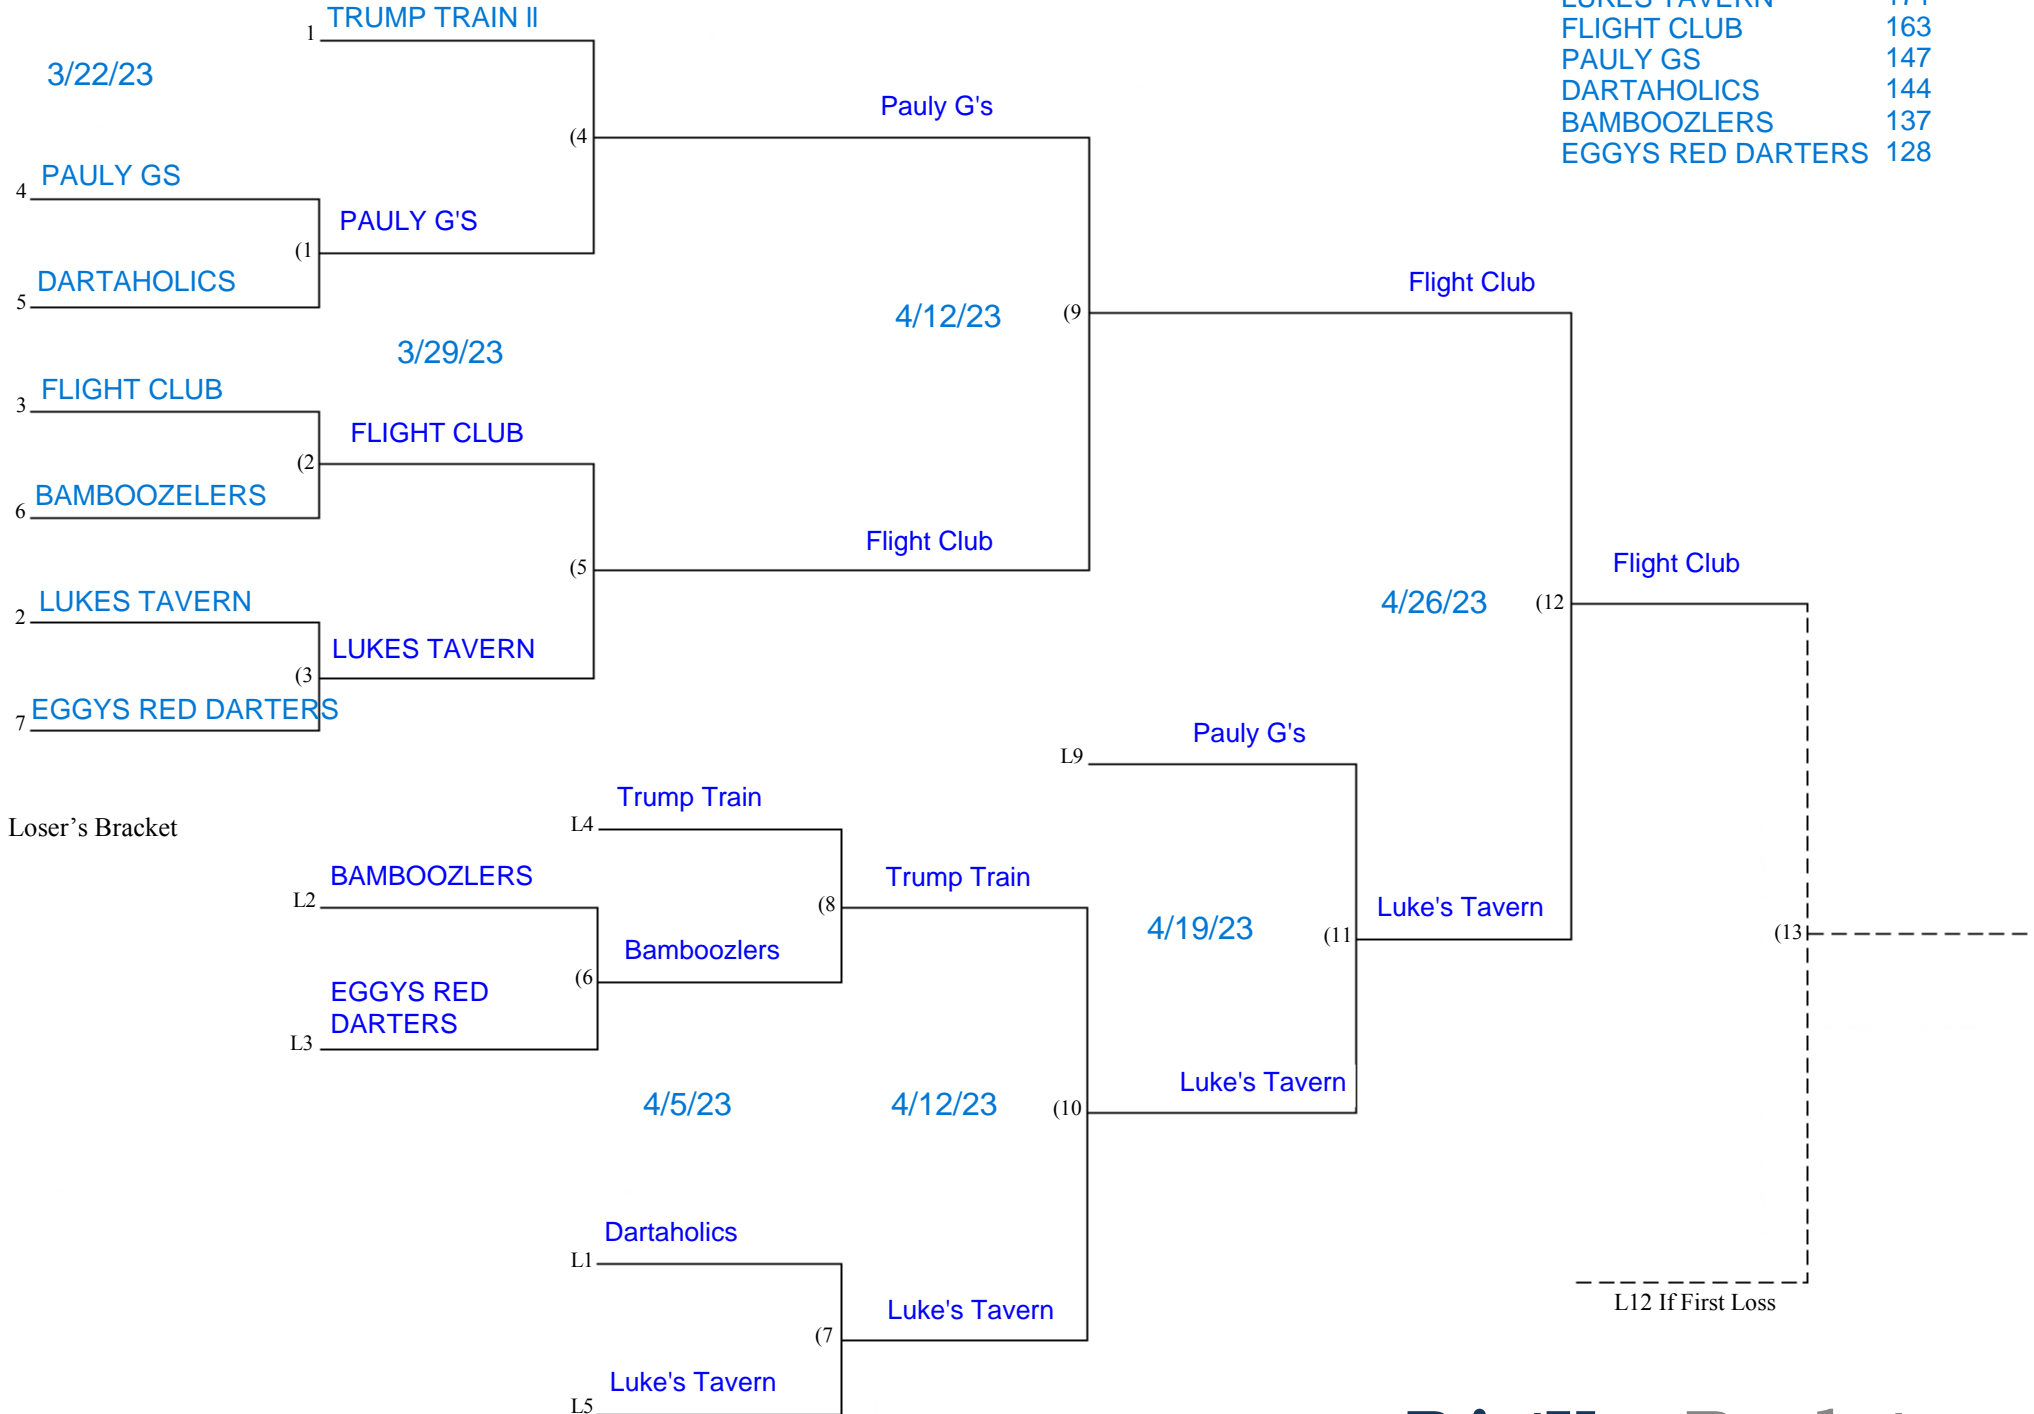 TRUMP TRAIN II
1
LUKES TAVERN 171
FLIGHT CLUB 163
PAULY GS 147
DARTAHOLICS 144
BAMBOOZLERS 137
EGGYS RED DARTERS 128
3/22/23
Pauly G's
(4
PAULY GS
4
PAULY G'S
(1
DARTAHOLICS
5
Flight Club
4/12/23
(9
3/29/23
FLIGHT CLUB
3
FLIGHT CLUB
(2
BAMBOOZELERS
6
Flight Club
(5
Flight Club
4/26/23
(12
LUKES TAVERN
2
LUKES TAVERN
(3
EGGYS RED DARTERS
7
Pauly G's
L9
Trump Train
L4
Loser's Bracket
BAMBOOZLERS
L2
Trump Train
(8
Luke's Tavern
4/19/23
(11
(13
Bamboozlers
(6
EGGYS RED
DARTERS
L3
Luke's Tavern
4/5/23
4/12/23
(10
Dartaholics
L1
L12 If First Loss
Luke's Tavern
(7
Luke's Tavern
L5